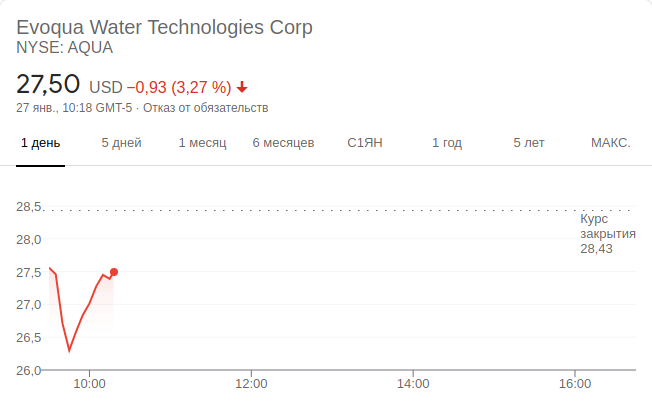 Evoqua Water Technologies Corp
NYSE: AQUA
27,50 USD −0,93 (3,27 %)
27 янв., 10:18 GMT-5 · Отказ от обязательств
1 день 5 дней 1 месяц 6 месяцев С1ЯН 1 год 5 лет МАКС.
28,5
Курс
закрытия
28,43
28,0
27,5
27,0
26,5
26,0
10:00 12:00 14:00 16:00